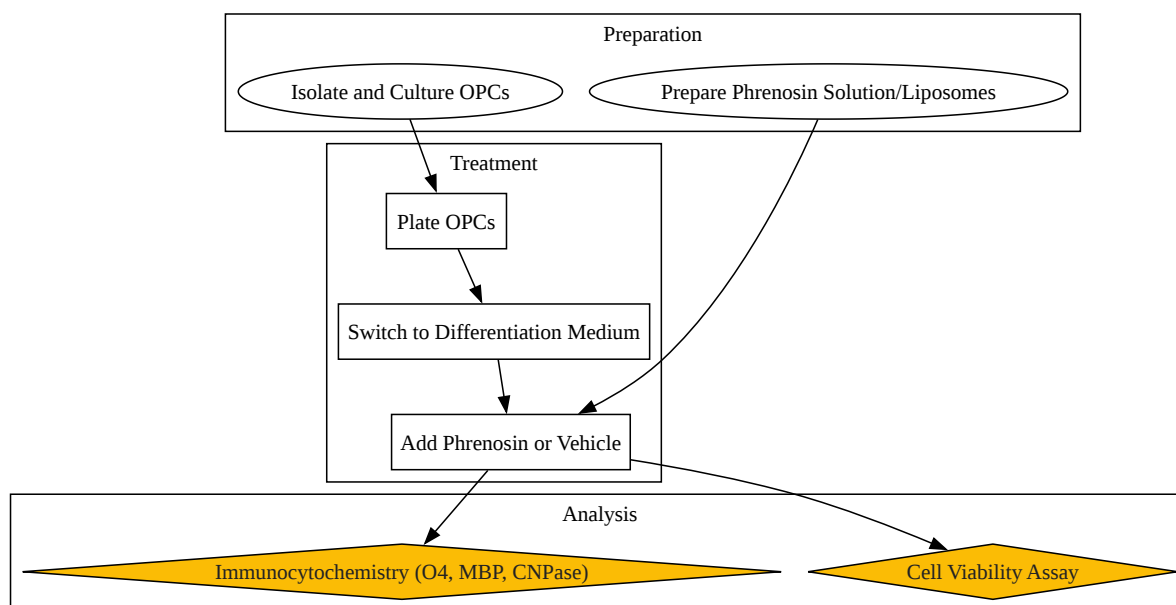 Preparation
Isolate and Culture OPCs
Prepare Phrenosin Solution/Liposomes
Treatment
Plate OPCs
Switch to Differentiation Medium
Add Phrenosin or Vehicle
Analysis
Immunocytochemistry (O4, MBP, CNPase)
Cell Viability Assay